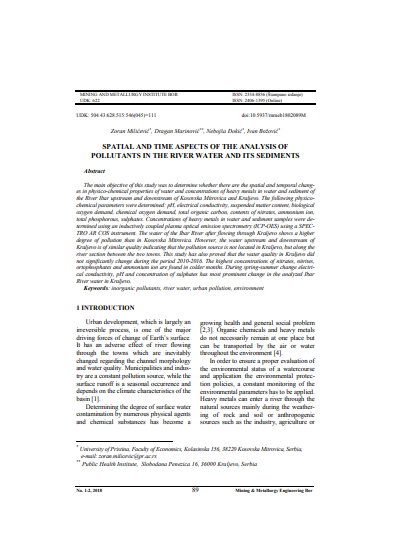 MINING AND METALLURGY INSTITUTE BOR
ISSN: 2334-8836 (Štampano izdanje)
UDK: 622
ISSN: 2406-1395 (Online)
UDK: 504.43:628.515:546(045)=111
doi:10.5937/mmeb1802089M
Zoran Milićević*, Dragan Marinović**, Nebojša Đokić*, Ivan Božović*
SPATIAL AND TIME ASPECTS OF THE ANALYSIS OF
POLLUTANTS IN THE RIVER WATER AND ITS SEDIMENTS
Abstract
The main objective of this study was to determine whether there are the spatial and temporal chang-
es in physico-chemical properties of water and concentrations of heavy metals in water and sediment of
the River Ibar upstream and downstream of Kosovska Mitrovica and Kraljevo. The following physico-
chemical parameters were determined: pH, electrical conductivity, suspended matter content, biological
oxygen demand, chemical oxygen demand, total organic carbon, contents of nitrates, ammonium ion,
total phosphorous, sulphates. Concentrations of heavy metals in water and sediment samples were de-
termined using an inductively coupled plasma optical emission spectrometry (ICP-OES) using a SPEC-
TRO AR COS instrument. The water of the Ibar River after flowing through Kraljevo shows a higher
degree of pollution than in Kosovska Mitrovica. However, the water upstream and downstream of
Kraljevo is of similar quality indicating that the pollution source is not located in Kraljevo, but along the
river section between the two towns. This study has also proved that the water quality in Kraljevo did
not significantly change during the period 2010-2016. The highest concentrations of nitrates, nitrites,
ortophosphates and ammonium ion are found in colder months. During spring-summer change electri-
cal conductivity, pH and concentration of sulphates has most prominent change in the analyzed Ibar
River water in Kraljevo.
Keywords: inorganic pollutants, river water, urban pollution, environment
1 INTRODUCTION
Urban development, which is largely an
irreversible process, is one of the major
driving forces of change of Earth's surface.
It has an adverse effect of river flowing
through the towns which are inevitably
changed regarding the channel morphology
and water quality. Municipalities and indus-
try are a constant pollution source, while the
surface runoff is a seasonal occurrence and
depends on the climate characteristics of the
basin [1].
Determining the degree of surface water
contamination by numerous physical agents
and chemical substances has become a
growing health and general social problem
[2,3]. Organic chemicals and heavy metals
do not necessarily remain at one place but
can be transported by the air or water
throughout the environment [4].
In order to ensure a proper evaluation of
the environmental status of a watercourse
and application the environmental protec-
tion policies, a constant monitoring of the
environmental parameters has to be applied.
Heavy metals can enter a river through the
natural sources mainly during the weather-
ing of rock and soil or anthropogenic
sources such as the industry, agriculture or
* University of Pristina, Faculty of Economics, Kolasinska 156, 38220 Kosovska Mitrovica, Serbia,
e-mail: zoran.milicevic@pr.ac.rs
** Public Health Institute, Slobodana Penezica 16, 36000 Kraljevo, Serbia
No. 1-2, 2018
89
Mining & Metallurgy Engineering Bor